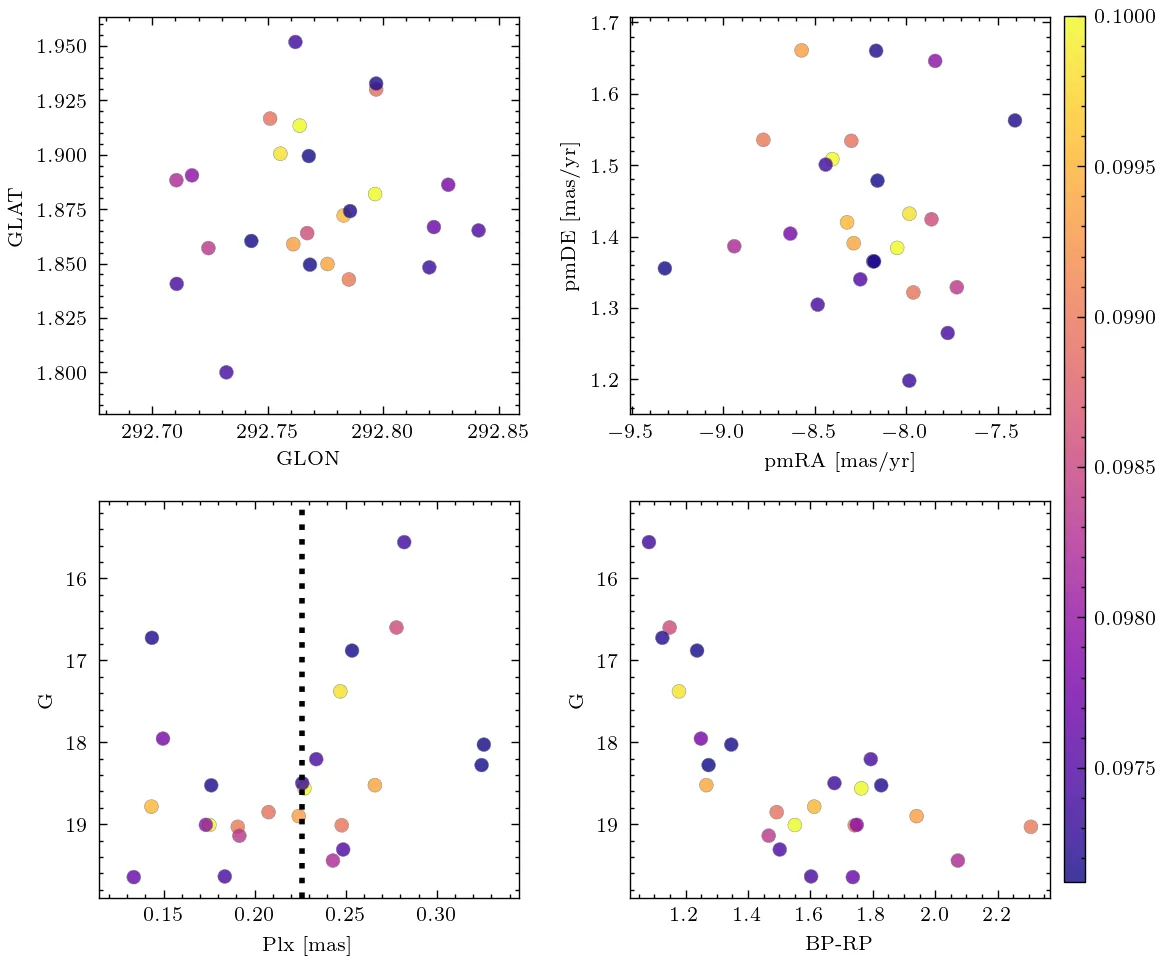 1.950
1.925
1.900
1.875
1.850
1.825
1.800
GLAT
292.70 292.75 292.80 292.85
GLON
1.7
1.6
1.5
1.4
1.3
1.2
pmDE [mas/yr]
−9.5 −9.0 −8.5 −8.0 −7.5
pmRA [mas/yr]
16
17
18
19
G
0.15 0.20 0.25 0.30
Plx [mas]
16
17
18
19
G
1.2 1.4 1.6 1.8 2.0 2.2
BP-RP
0.1000
0.0995
0.0990
0.0985
0.0980
0.0975